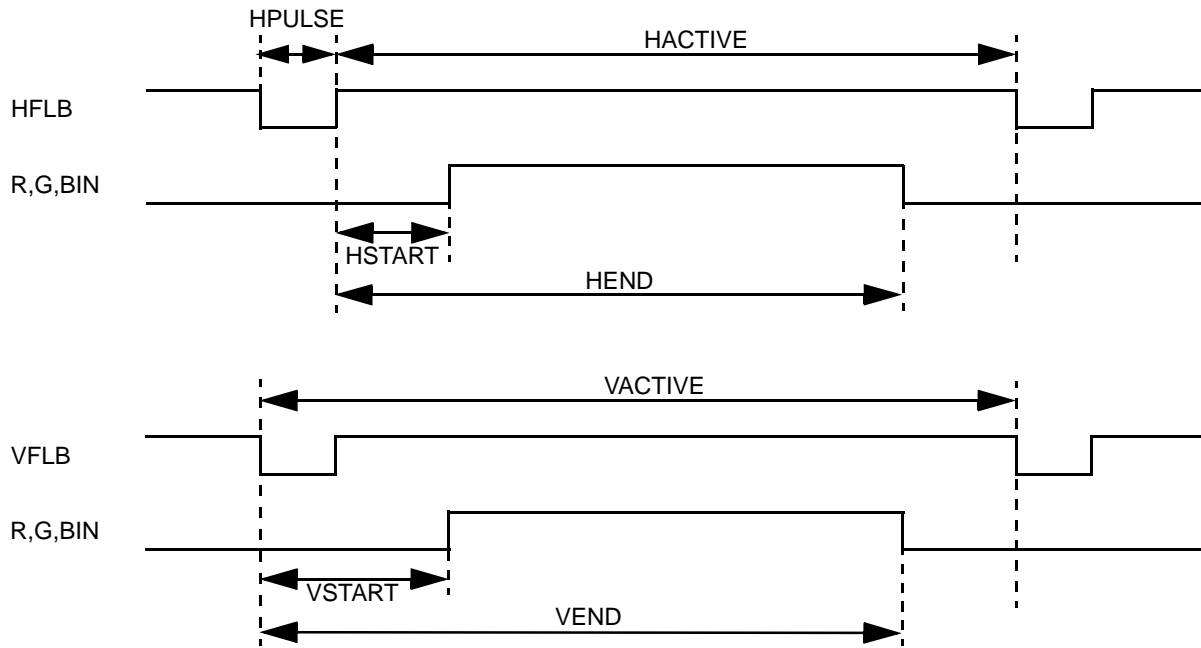 HPULSE
HACTIVE
HFLB
R,G,BIN
HSTART
HEND
VACTIVE
VFLB
R,G,BIN
VSTART
VEND